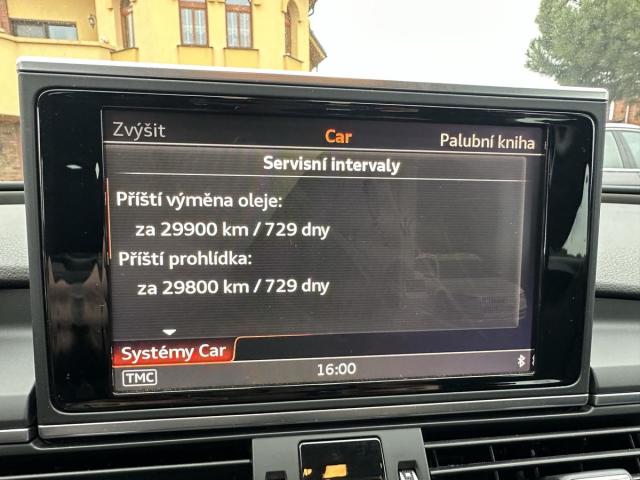 Zvýšit
Car
Palubní kniha
Servisní intervaly
Příští výměna oleje:
za 29900 km / 729 dny
Příští prohlídka:
za 29800 km / 729 dny
Systémy Car
TMC
16:00